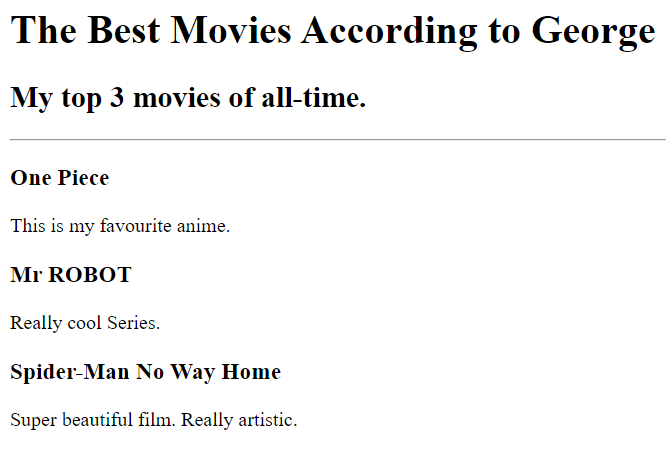 The Best Movies According to George
My top 3 movies of all-time.
One Piece
This is my favourite anime.
Mr ROBOT
Really cool Series.
Spider-Man No Way Home
Super beautiful film. Really artistic.